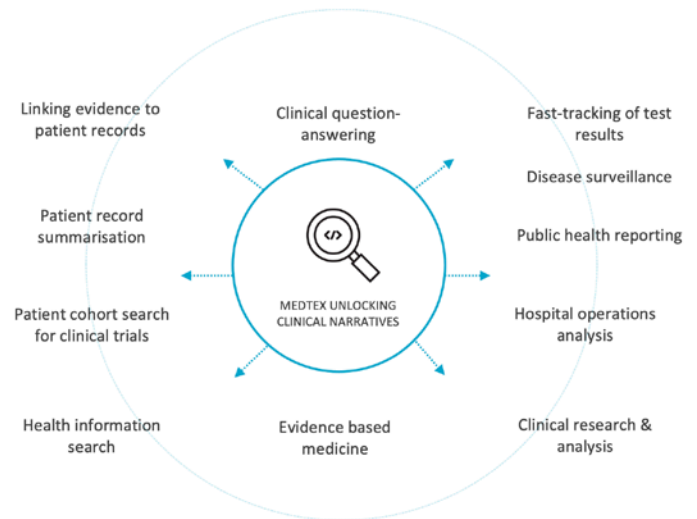 Linking evidence to
patient records
Clinical question-
answering
Fast-tracking of test
results
Disease surveillance
Patient record
summarisation
Public health reporting
</>
MEDTEX UNLOCKING
CLINICAL NARRATIVES
Patient cohort search
for clinical trials
Hospital operations
analysis
Health information
search
Evidence based
medicine
Clinical research &
analysis